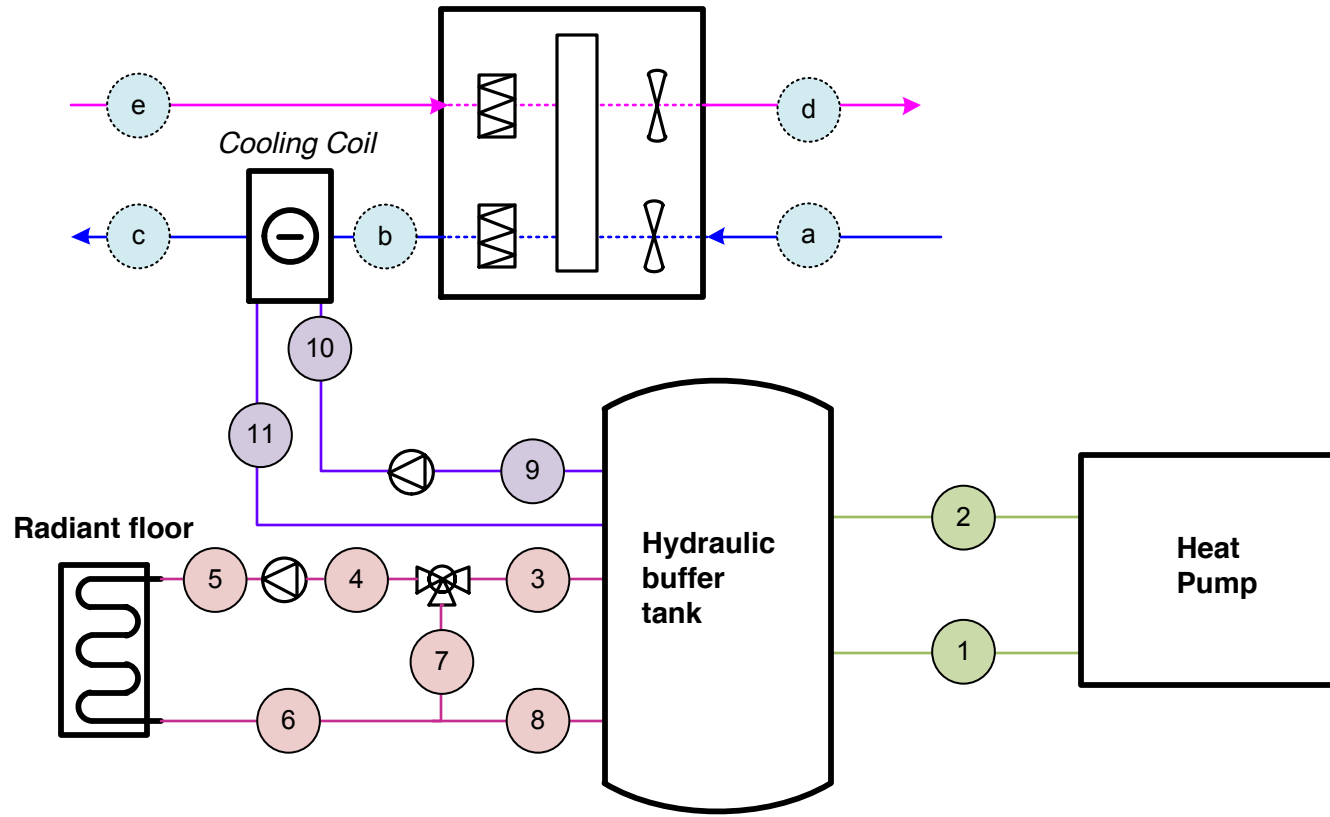 e
d
Cooling Coil
c
b
a
10
11
9
2
Hydraulic
buffer
tank
Heat
Pump
Radiant floor
5
4
3
1
7
6
8